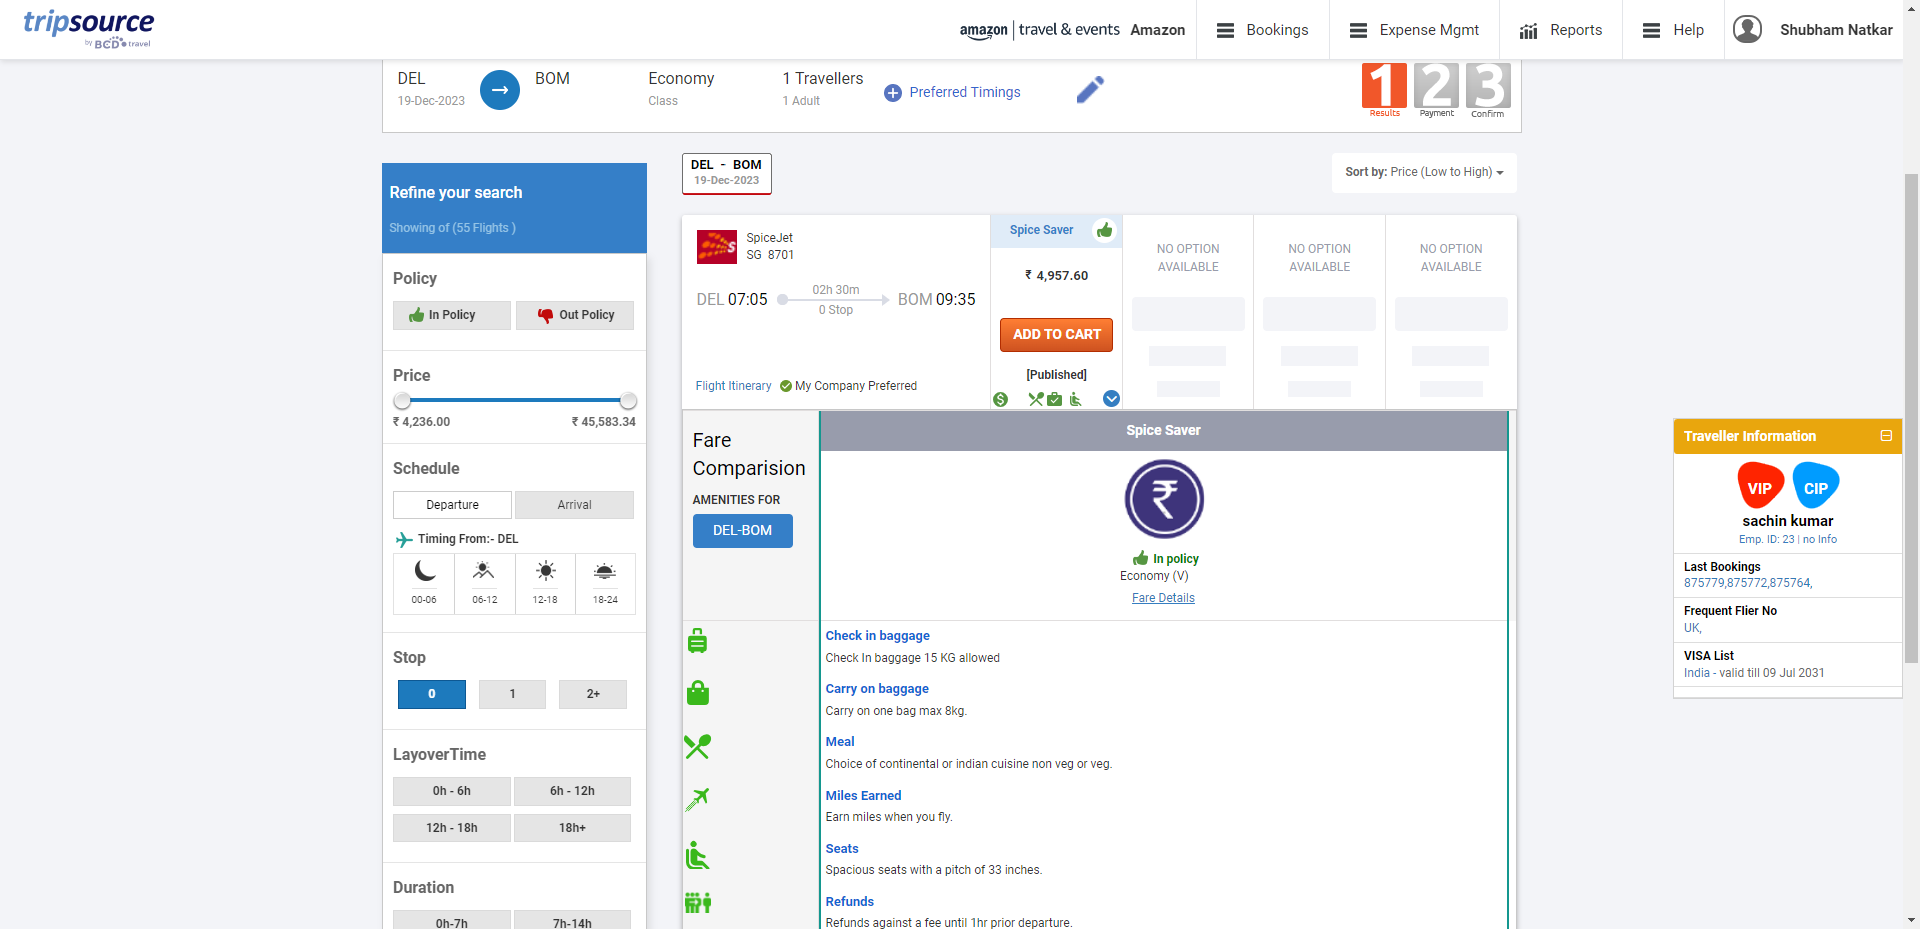 tripsource
by BCD travel
amazon | travel & events Amazon
Bookings
Expense Mgmt
Reports
Help
Shubham Natkar
DEL
19-Dec-2023
BOM
Economy
Class
1 Travellers
1 Adult
Preferred Timings
1 2 3
Results Payment Confirm
Refine your search
Showing of (55 Flights )
Policy
In Policy Out Policy
Price
₹ 4,236.00 ₹ 45,583.34
Schedule
Departure Arrival
Timing From:- DEL
00-06 06-12 12-18 18-24
Stop
0 1 2+
LayoverTime
0h - 6h 6h - 12h
12h - 18h 18h+
Duration
0h-7h 7h-14h
DEL - BOM
19-Dec-2023
Sort by: Price (Low to High)
SpiceJet
SG 8701
DEL 07:05
02h 30m
0 Stop
BOM 09:35
Flight Itinerary My Company Preferred
Spice Saver
₹ 4,957.60
ADD TO CART
[Published]
NO OPTION
AVAILABLE
NO OPTION
AVAILABLE
NO OPTION
AVAILABLE
Fare
Comparision
AMENITIES FOR
DEL-BOM
Spice Saver
₹
In policy
Economy (V)
Fare Details
Check in baggage
Check In baggage 15 KG allowed
Carry on baggage
Carry on one bag max 8kg.
Meal
Choice of continental or indian cuisine non veg or veg.
Miles Earned
Earn miles when you fly.
Seats
Spacious seats with a pitch of 33 inches.
Refunds
Refunds against a fee until 1hr prior departure.
Traveller Information
VIP CIP
sachin kumar
Emp. ID: 23 | no Info
Last Bookings
875779,875772,875764,
Frequent Flier No
UK,
VISA List
India - valid till 09 Jul 2031